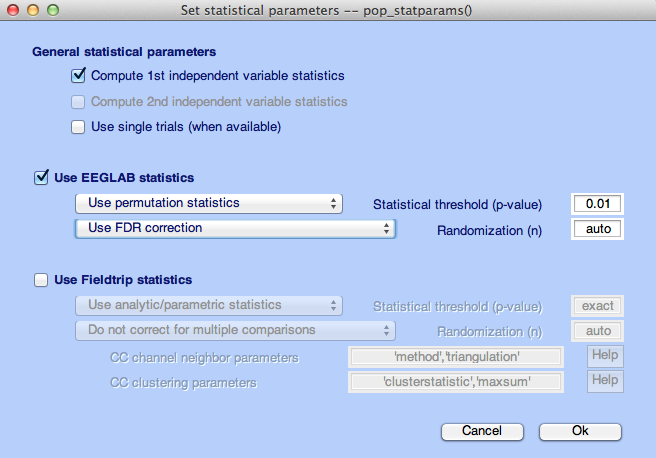 Set statistical parameters -- pop_statparams()
General statistical parameters
Compute 1st independent variable statistics
Compute 2nd independent variable statistics
Use single trials (when available)
Use EEGLAB statistics
Use permutation statistics Statistical threshold (p-value) 0.01
Use FDR correction Randomization (n) auto
Use Fieldtrip statistics
Use analytic/parametric statistics Statistical threshold (p-value) exact
Do not correct for multiple comparisons Randomization (n) auto
CC channel neighbor parameters 'method','triangulation' Help
CC clustering parameters 'clusterstatistic','maxsum' Help
Cancel Ok